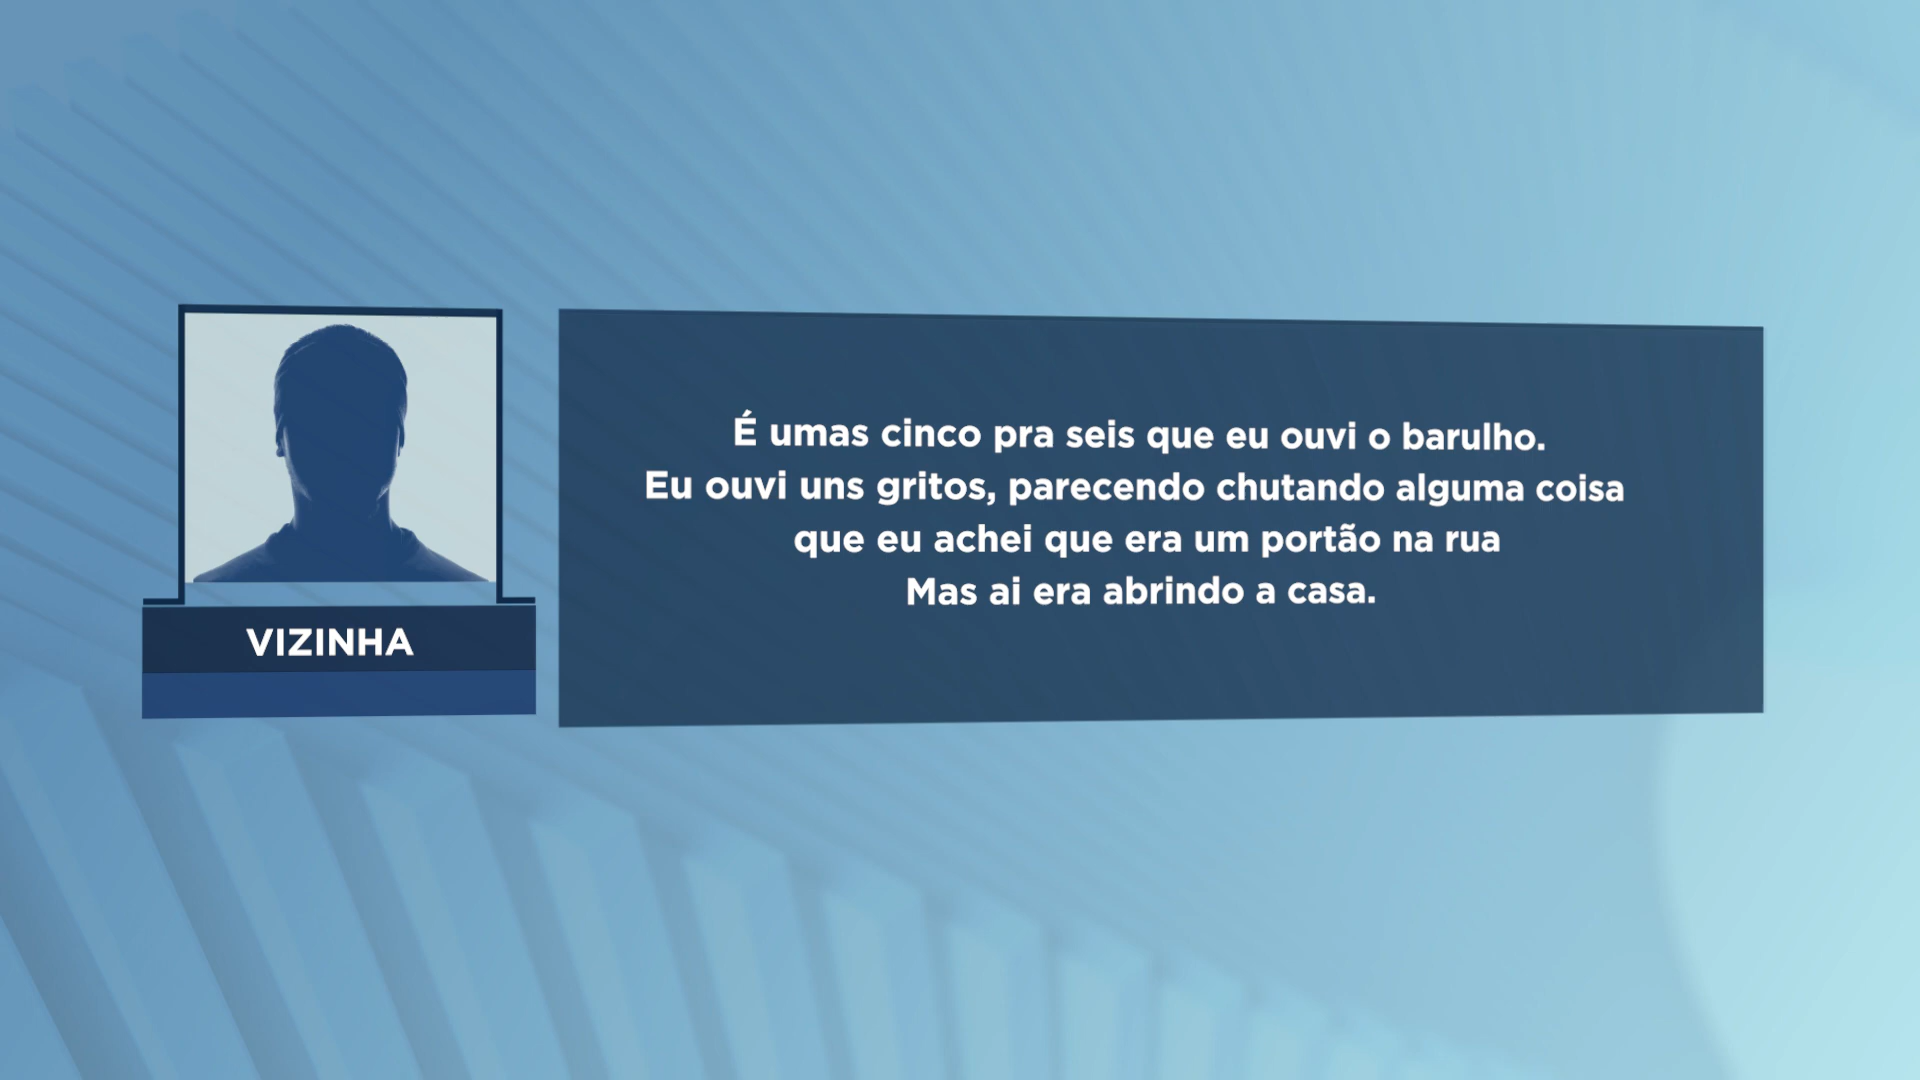 É umas cinco pra seis que eu ouvi o barulho.
Eu ouvi uns gritos, parecendo chutando alguma coisa
que eu achei que era um portão na rua
Mas ai era abrindo a casa.
VIZINHA